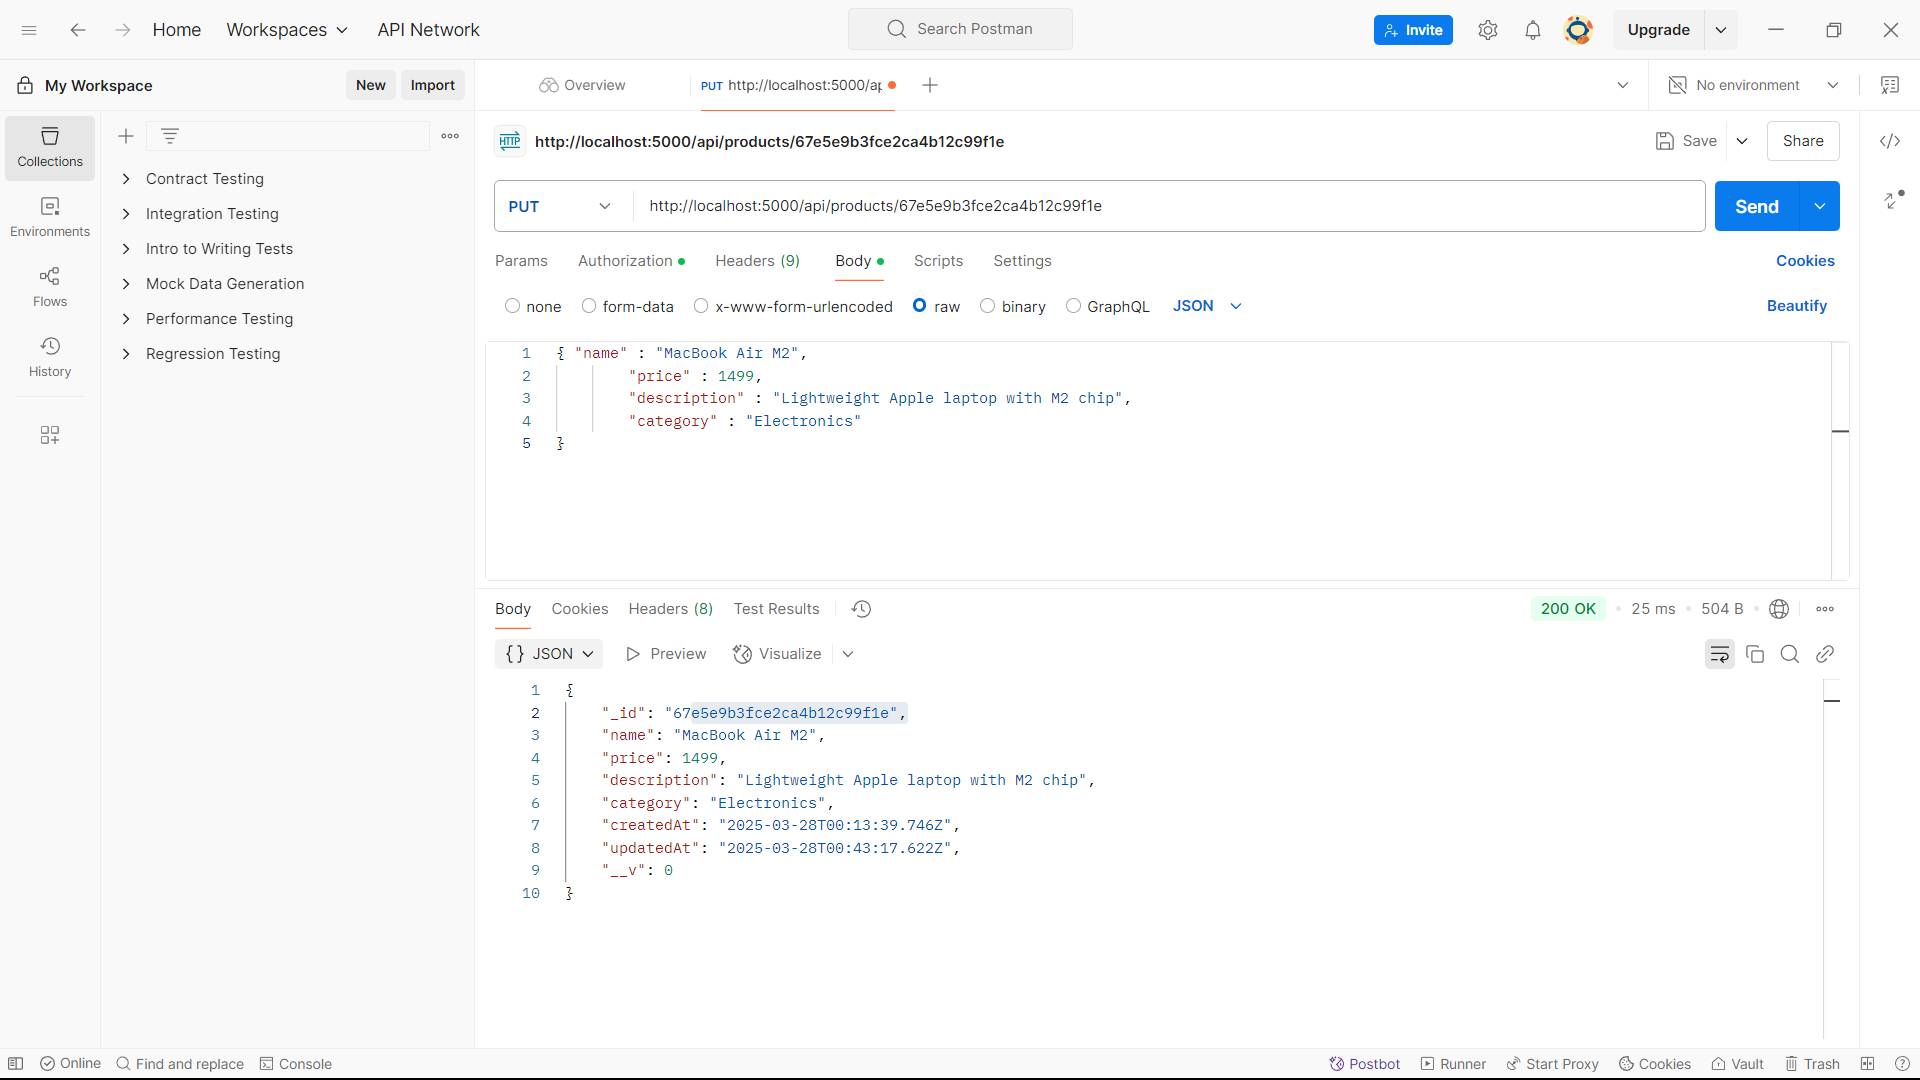 Home Workspaces API Network Search Postman Invite Upgrade
My Workspace New Import Overview PUT http://localhost:5000/ap No environment
HTTP http://localhost:5000/api/products/67e5e9b3fce2ca4b12c99f1e Save Share
Collections
Environments
Flows
History
Contract Testing
Integration Testing
Intro to Writing Tests
Mock Data Generation
Performance Testing
Regression Testing
PUT http://localhost:5000/api/products/67e5e9b3fce2ca4b12c99f1e Send
Params Authorization Headers (9) Body Scripts Settings Cookies
none form-data x-www-form-urlencoded raw binary GraphQL JSON Beautify
1 { "name" : "MacBook Air M2",
2 "price" : 1499,
3 "description" : "Lightweight Apple laptop with M2 chip",
4 "category" : "Electronics"
5 }
Body Cookies Headers (8) Test Results 200 OK 25 ms 504 B
{} JSON Preview Visualize
1 {
2 "_id": "67e5e9b3fce2ca4b12c99f1e",
3 "name": "MacBook Air M2",
4 "price": 1499,
5 "description": "Lightweight Apple laptop with M2 chip",
6 "category": "Electronics",
7 "createdAt": "2025-03-28T00:13:39.746Z",
8 "updatedAt": "2025-03-28T00:43:17.622Z",
9 "__v": 0
10 }
Online Find and replace Console Postbot Runner Start Proxy Cookies Vault Trash